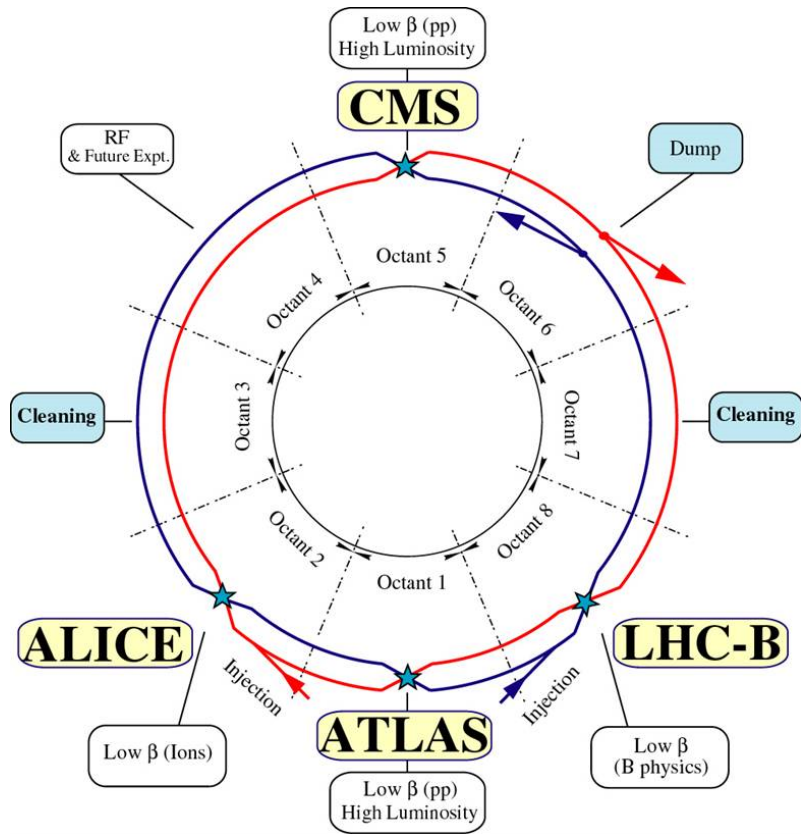 Low β (pp)
High Luminosity
CMS
RF
& Future Expt.
Dump
Octant 5
Octant 4
Octant 6
Cleaning
Octant 3
Octant 7
Cleaning
Octant 2
Octant 8
Octant 1
ALICE
LHC-B
Injection
Injection
ATLAS
Low β (Ions)
Low β
(B physics)
Low β (pp)
High Luminosity